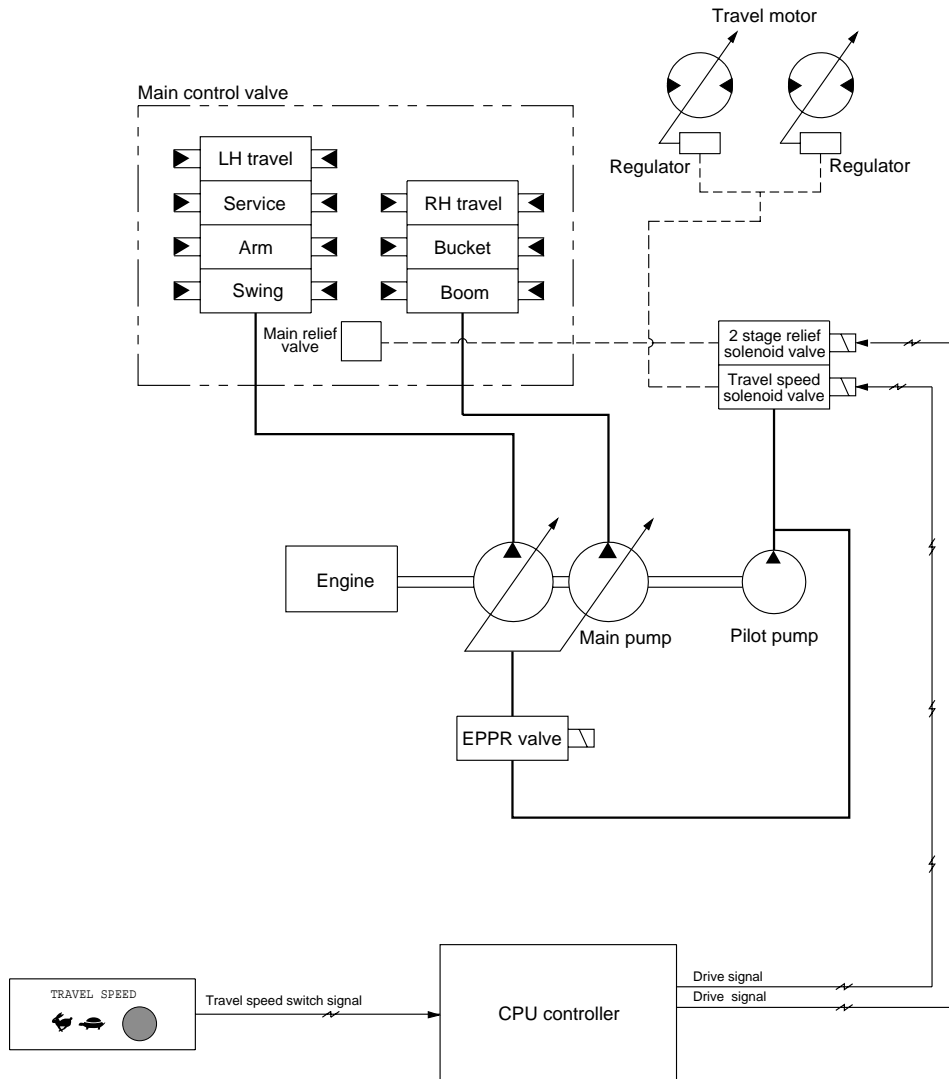 Travel motor
Main control valve
LH travel
Service
Arm
Swing
RH travel
Bucket
Boom
Regulator
Regulator
Main relief
valve
2 stage relief
solenoid valve
Travel speed
solenoid valve
Engine
Main pump
Pilot pump
EPPR valve
TRAVEL SPEED
Travel speed switch signal
CPU controller
Drive signal
Drive signal